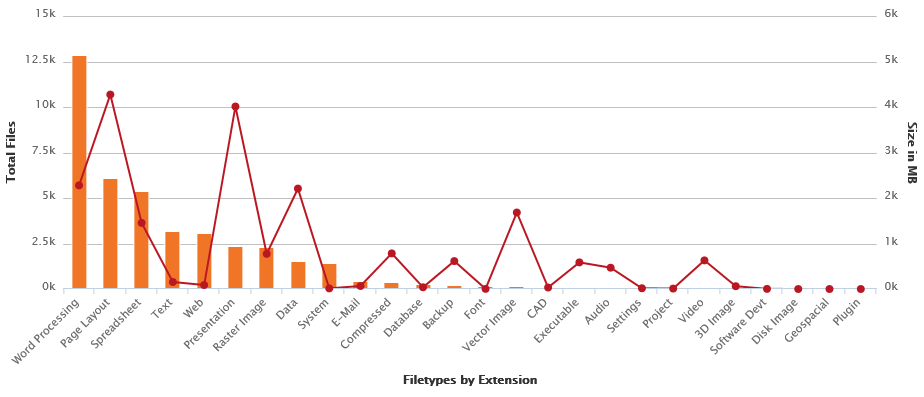 15k
12.5k
10k
7.5k
5k
2.5k
0k
Total Files
6k
5k
4k
3k
2k
1k
0k
Size in MB
Word Processing
Page Layout
Spreadsheet
Text
Web
Presentation
Raster Image
Data
System
E-Mail
Compressed
Database
Backup
Font
Vector Image
CAD
Executable
Audio
Settings
Project
Video
3D Image
Software Devt
Disk Image
Geospacial
Plugin
Filetypes by Extension